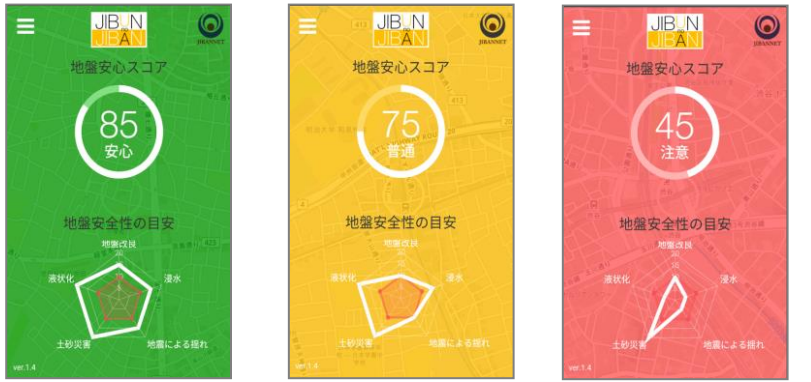 JIBUN
JIBAN
JIBANNET
地盤安心スコア
85
安心
地盤安全性の目安
地盤改良
液状化
浸水
土砂災害
地震による揺れ
ver.1.4
JIBUN
JIBAN
JIBANNET
地盤安心スコア
75
普通
地盤安全性の目安
地盤改良
液状化
浸水
土砂災害
地震による揺れ
ver.1.4
JIBUN
JIBAN
JIBANNET
地盤安心スコア
45
注意
地盤安全性の目安
地盤改良
液状化
浸水
土砂災害
地震による揺れ
ver.1.4